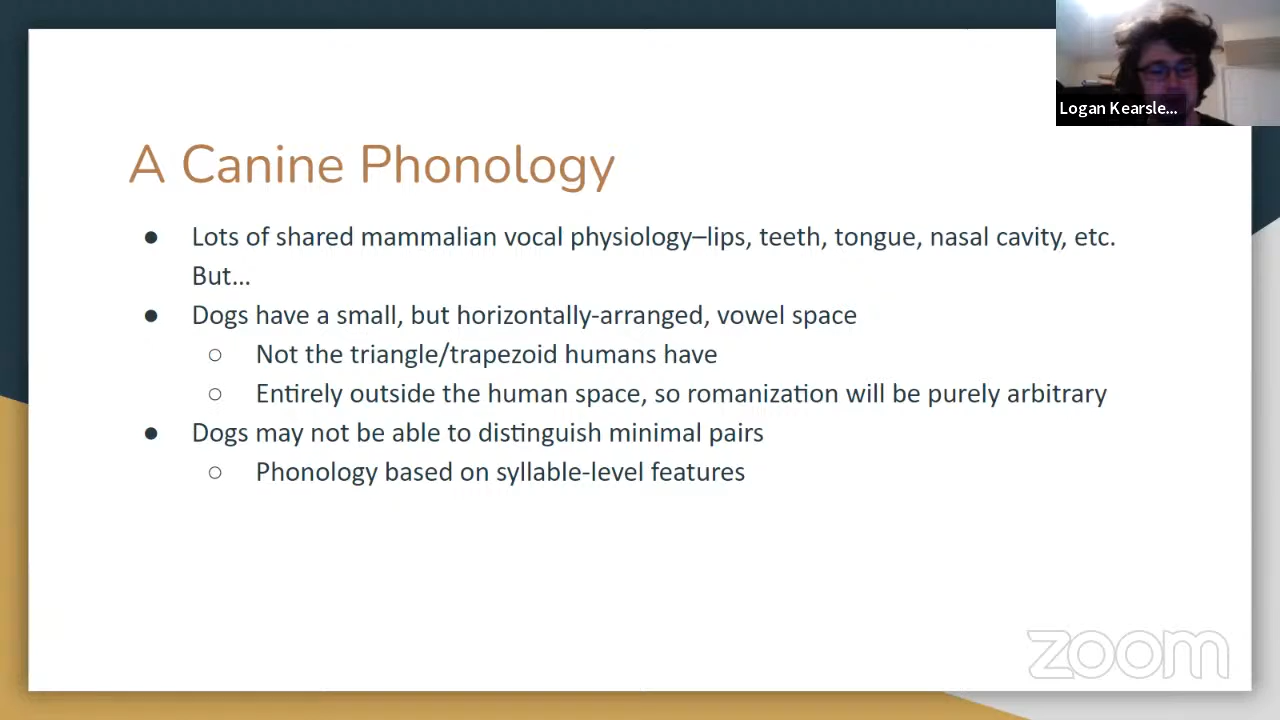 Logan Kearsle...
A Canine Phonology
● Lots of shared mammalian vocal physiology–lips, teeth, tongue, nasal cavity, etc.
But…
● Dogs have a small, but horizontally-arranged, vowel space
○ Not the triangle/trapezoid humans have
○ Entirely outside the human space, so romanization will be purely arbitrary
● Dogs may not be able to distinguish minimal pairs
○ Phonology based on syllable-level features
zoom